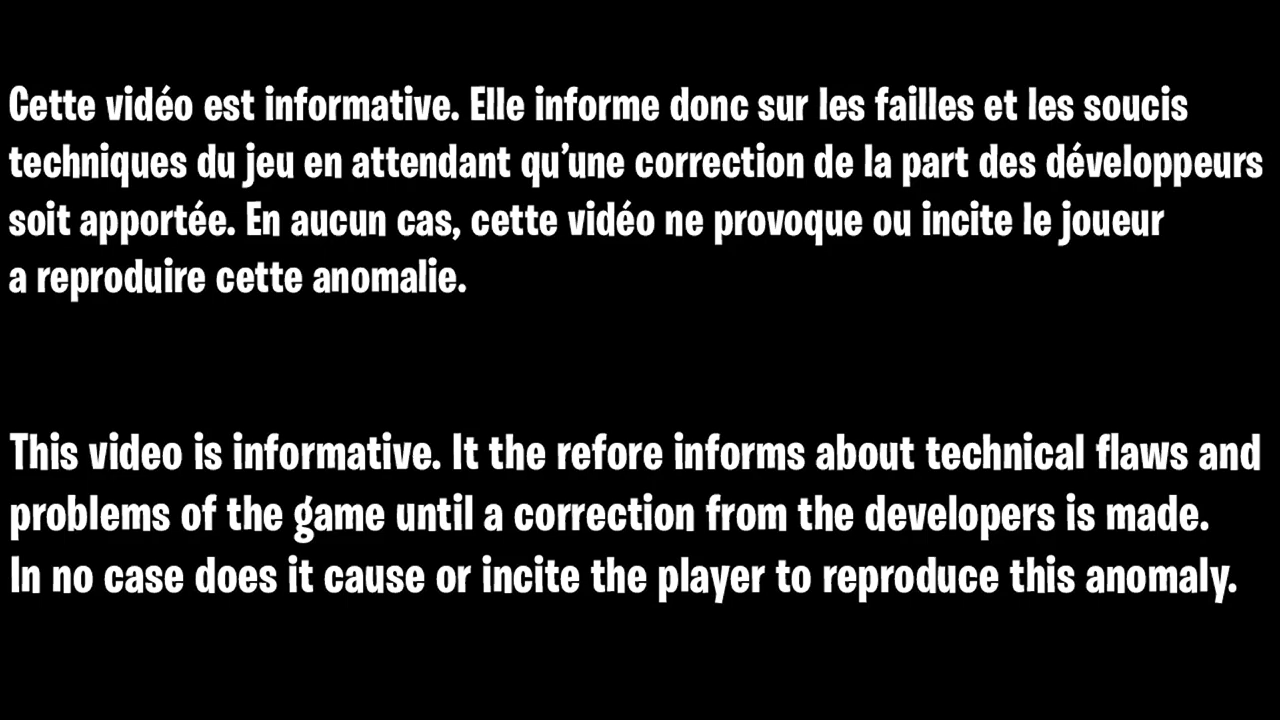 Cette vidéo est informative. Elle informe donc sur les failles et les soucis
techniques du jeu en attendant qu’une correction de la part des développeurs
soit apportée. En aucun cas, cette vidéo ne provoque ou incite le joueur
a reproduire cette anomalie.
This video is informative. It the refore informs about technical flaws and
problems of the game until a correction from the developers is made.
In no case does it cause or incite the player to reproduce this anomaly.